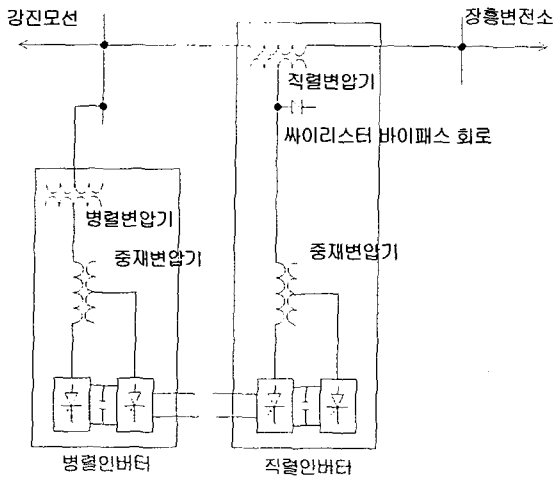 강진모선
장흥변전소
직렬변압기
싸이리스터 바이패스 회로
병렬변압기
중재변압기
중재변압기
병렬인버터
직렬인버터